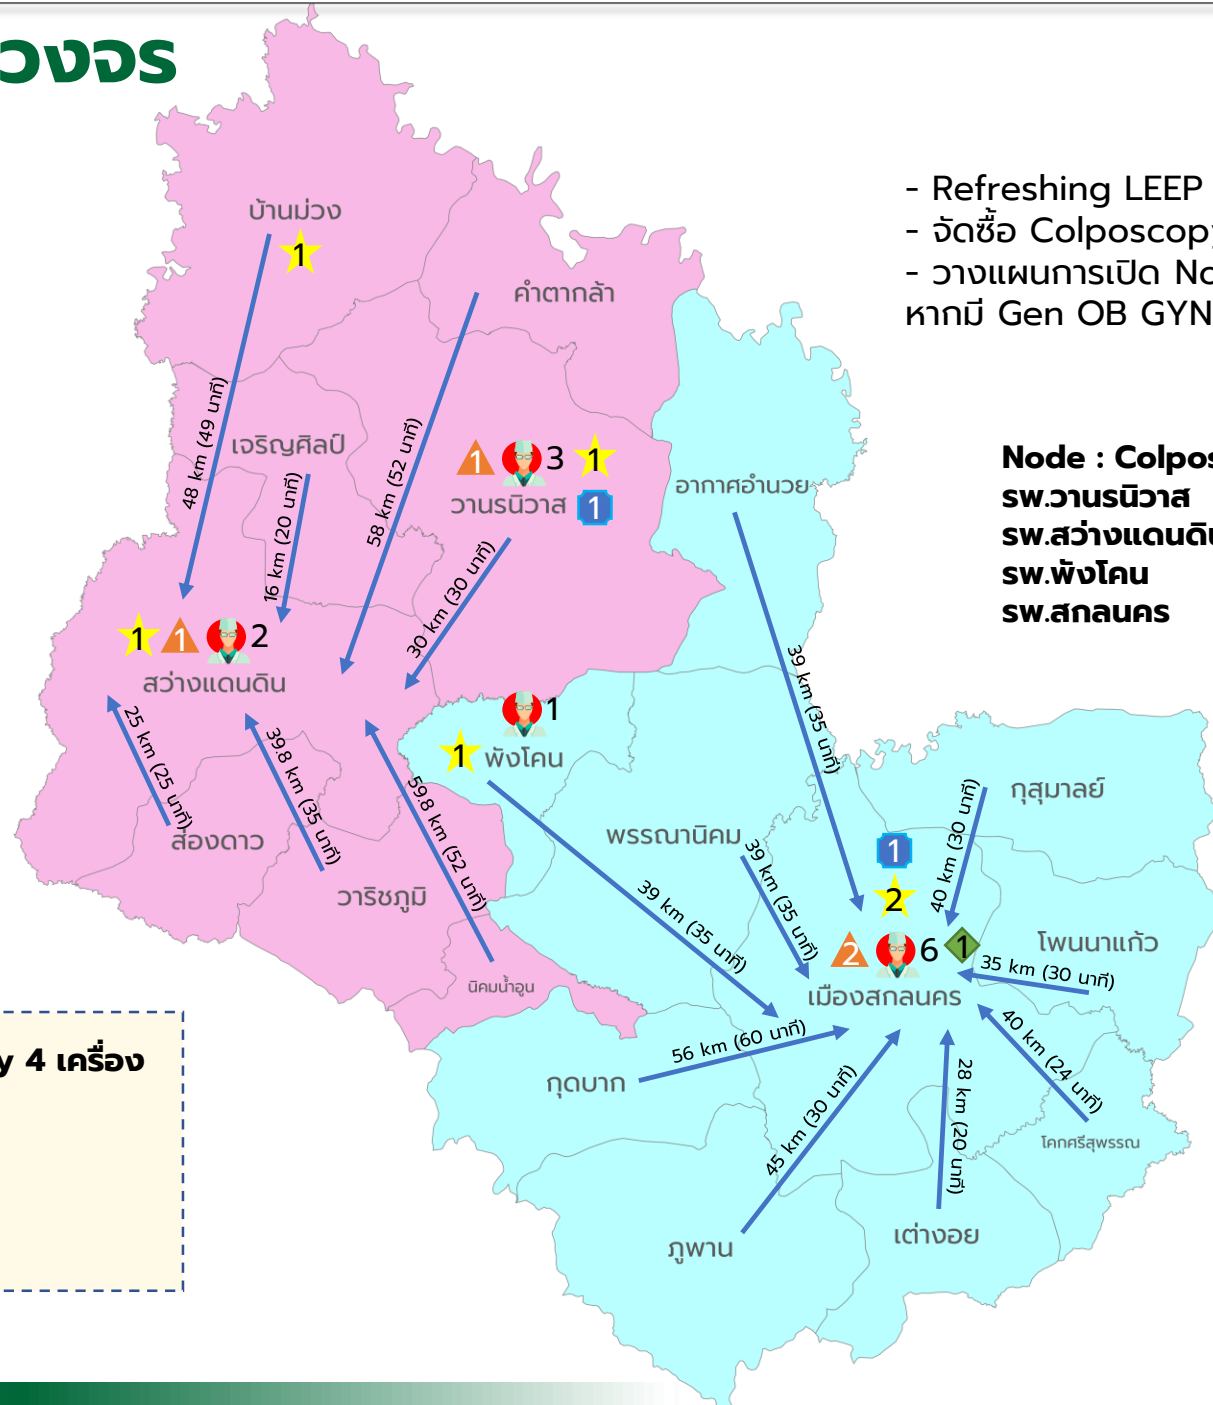 วงจร
- Refreshing LEEP
- จัดซื้อ Colposcopy
- วางแผนการเปิด No
หากมี Gen OB GYN
บ้านม่วง
1
คำตากล้า
48 km (49 นาที)
เจริญศิลป์
16 km (20 นาที)
58 km (52 นาที)
1 3 1
วานรนิวาส 1
30 km (30 นาที)
อากาศอำนวย
Node : Colpos
รพ.วานรนิวาส
รพ.สว่างแดนดิน
รพ.พังโคน
รพ.สกลนคร
1 1 2
สว่างแดนดิน
39 km (35 นาที)
1
1 พังโคน
25 km (25 นาที)
39.8 km (35 นาที)
59.8 km (52 นาที)
ส่องดาว
วาริชภูมิ
พรรณานิคม
39 km (35 นาที)
39 km (35 นาที)
กุสุมาลย์
40 km (30 นาที)
1
2
2 6 1
เมืองสกลนคร
โพนนาแก้ว
35 km (30 นาที)
นิคมน้ำอูน
40 km (24 นาที)
y 4 เครื่อง
กุดบาก
56 km (60 นาที)
45 km (30 นาที)
28 km (20 นาที)
โคกศรีสุพรรณ
ภูพาน
เต่างอย